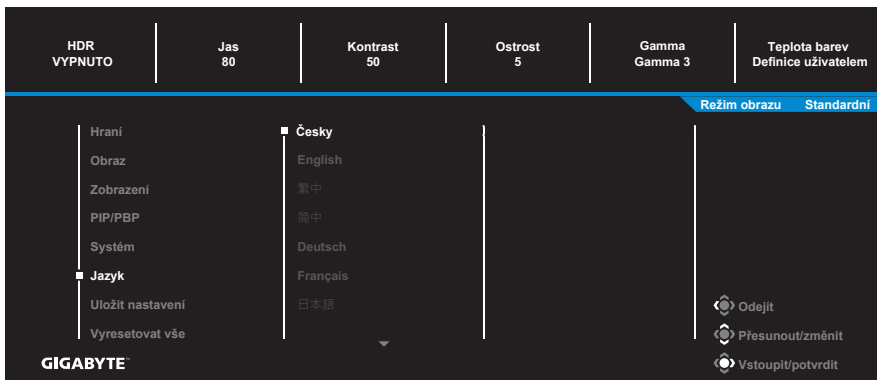 HDR
VYPNUTO
Jas
80
Kontrast
50
Ostrost
5
Gamma
Gamma 3
Teplota barev
Definice uživatelem
Režim obrazu Standardní
Hraní
Obraz
Zobrazení
PIP/PBP
Systém
Jazyk
Uložit nastavení
Vyresetovat vše
Česky
English
繁中
简中
Deutsch
Français
日本語
Odejít
Přesunout/změnit
Vstoupit/potvrdit
GIGABYTE™